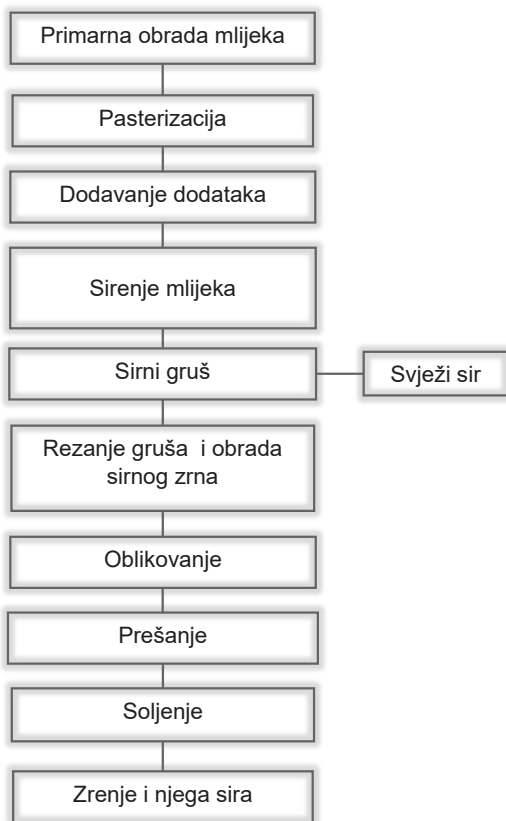 Primarna obrada mlijeka
Pasterizacija
Dodavanje dodataka
Sirenje mlijeka
Sirni gruš
Svježi sir
Rezanje gruša i obrada
sirnog zrna
Oblikovanje
Prešanje
Soljenje
Zrenje i njega sira